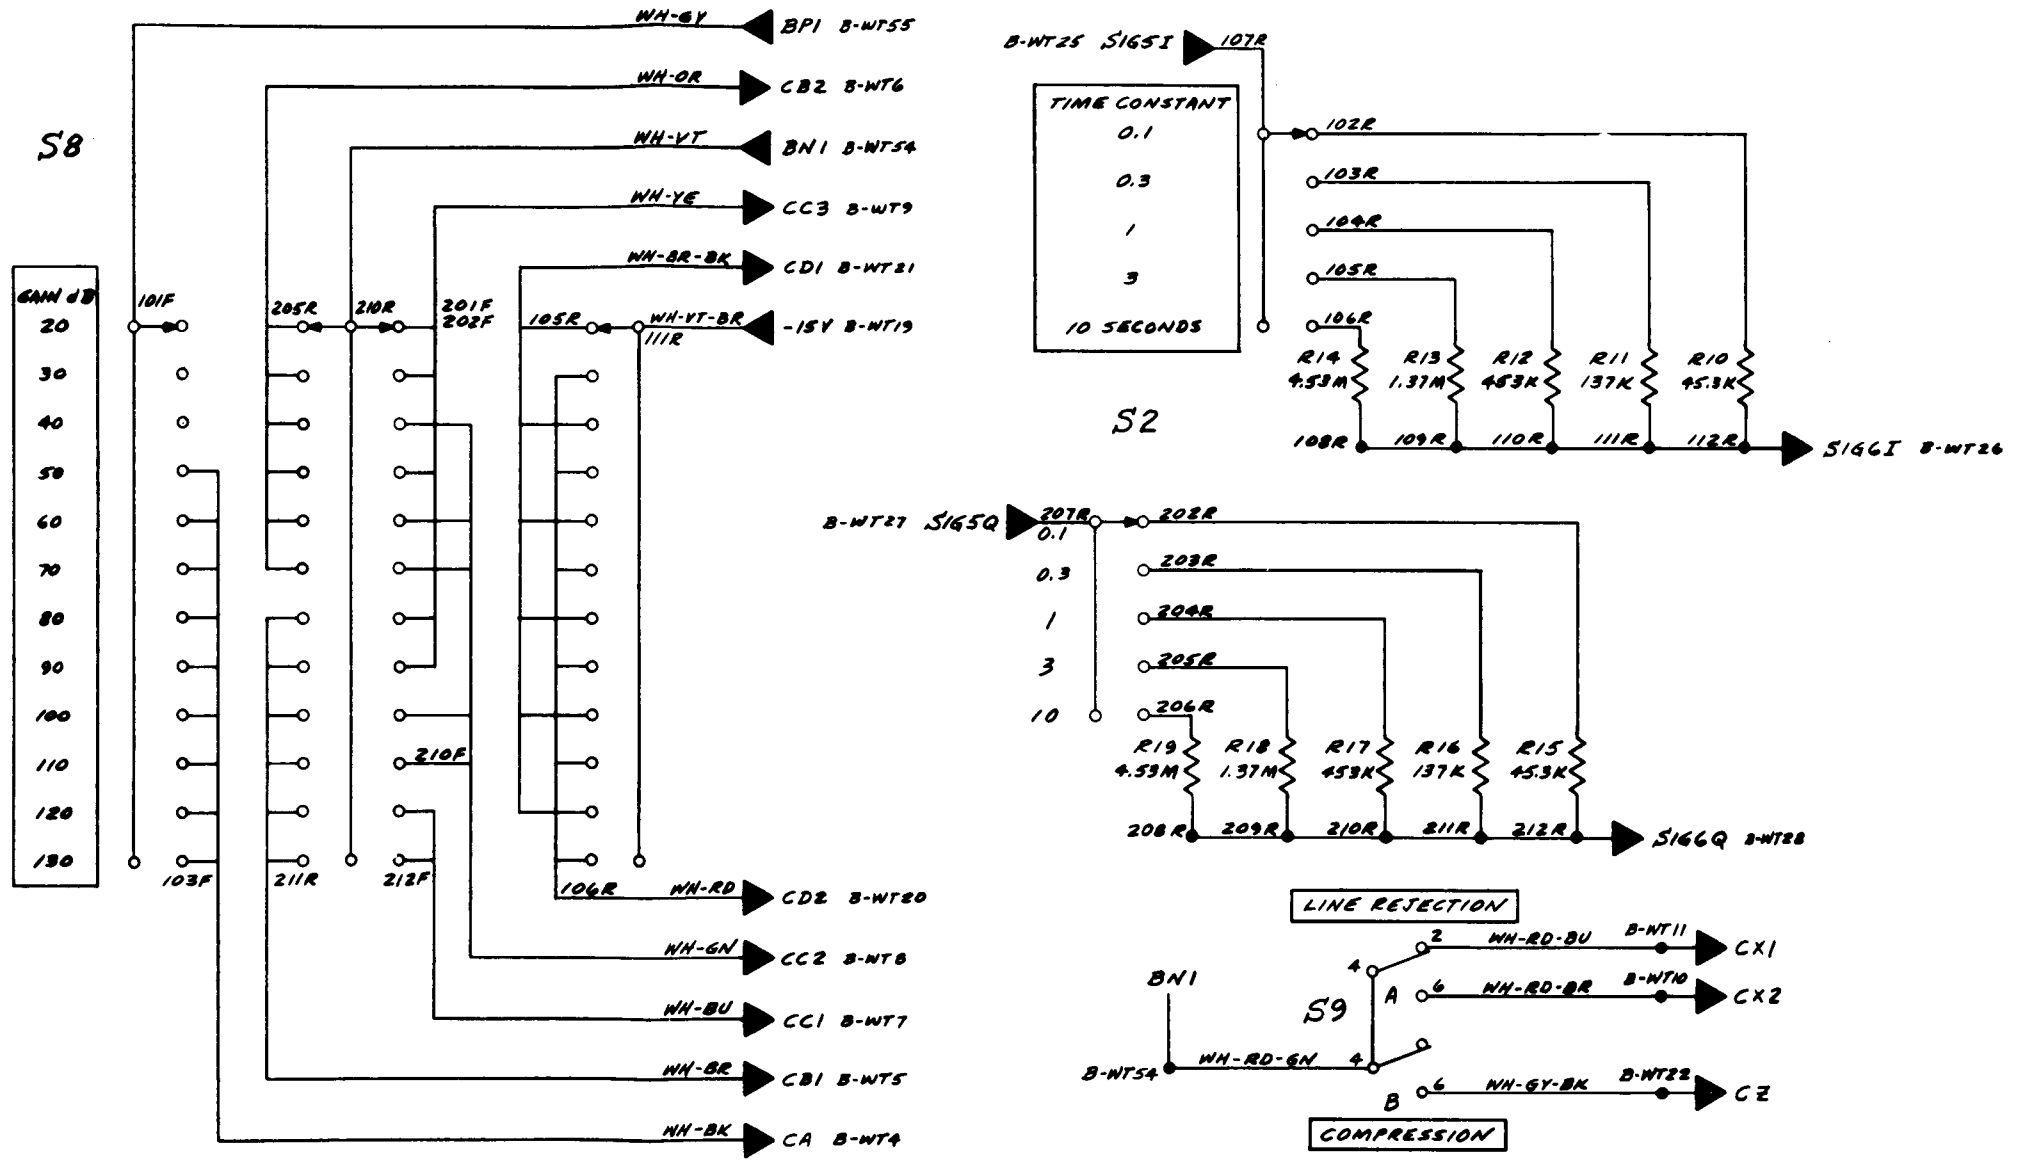 S8
WH-GY BP1 B-WT55
WH-OR CB2 B-WT6
WH-VT BN1 B-WT54
WH-YE CC3 B-WT9
WH-BR-BK CD1 B-WT21
WH-VT-BR -15V B-WT19
111R
GAIN dB
101F
205R
210R
201F
202F
105R
20
30
40
50
60
70
80
90
100
110
210F
120
130
103F
211R
212F
106R WH-RD CD2 B-WT20
WH-GN CC2 B-WT8
WH-BU CC1 B-WT7
WH-BR CB1 B-WT5
WH-BK CA B-WT4
B-WT25 SIG5I 107R
TIME CONSTANT
0.1
0.3
1
3
10 SECONDS
102R
103R
104R
105R
106R
R14 R13 R12 R11 R10
4.53M 1.37M 453K 137K 45.3K
S2
108R 109R 110R 111R 112R SIG6I B-WT26
B-WT27 SIG5Q 207R 202R
0.1
0.3 203R
1 204R
3 205R
10 206R
R19 R18 R17 R16 R15
4.53M 1.37M 453K 137K 45.3K
208R 209R 210R 211R 212R SIG6Q B-WT28
LINE REJECTION
2 WH-RD-BU B-WT11 CX1
4
BN1
A 6 WH-RD-BR B-WT10 CX2
S9
B-WT54 WH-RD-GN 4
B 6 WH-GY-BK B-WT22 CZ
COMPRESSION